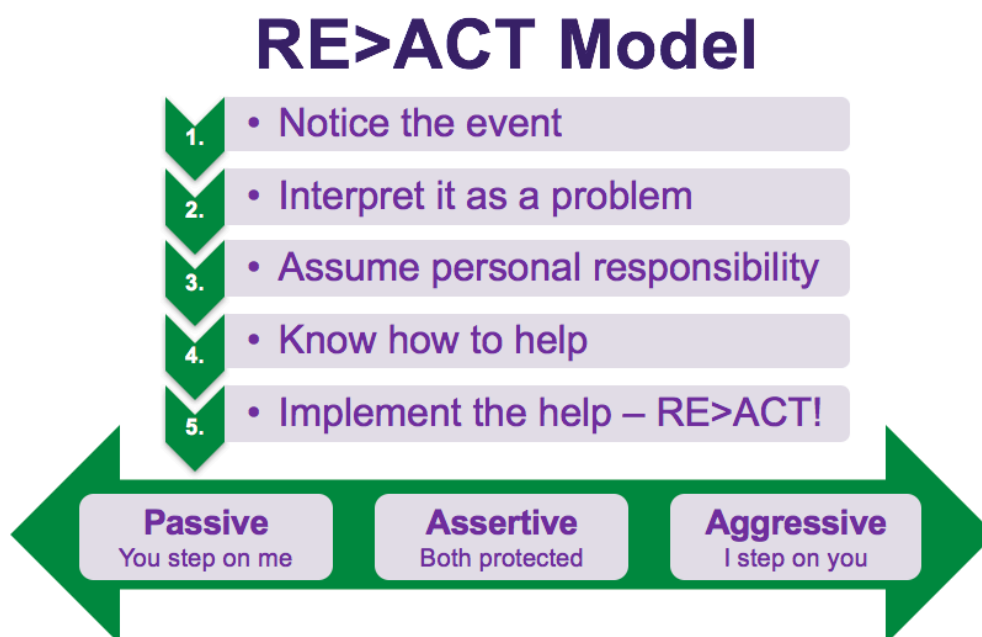 RE>ACT Model
1. • Notice the event
2. • Interpret it as a problem
3. • Assume personal responsibility
4. • Know how to help
5. • Implement the help – RE>ACT!
Passive
You step on me
Assertive
Both protected
Aggressive
I step on you